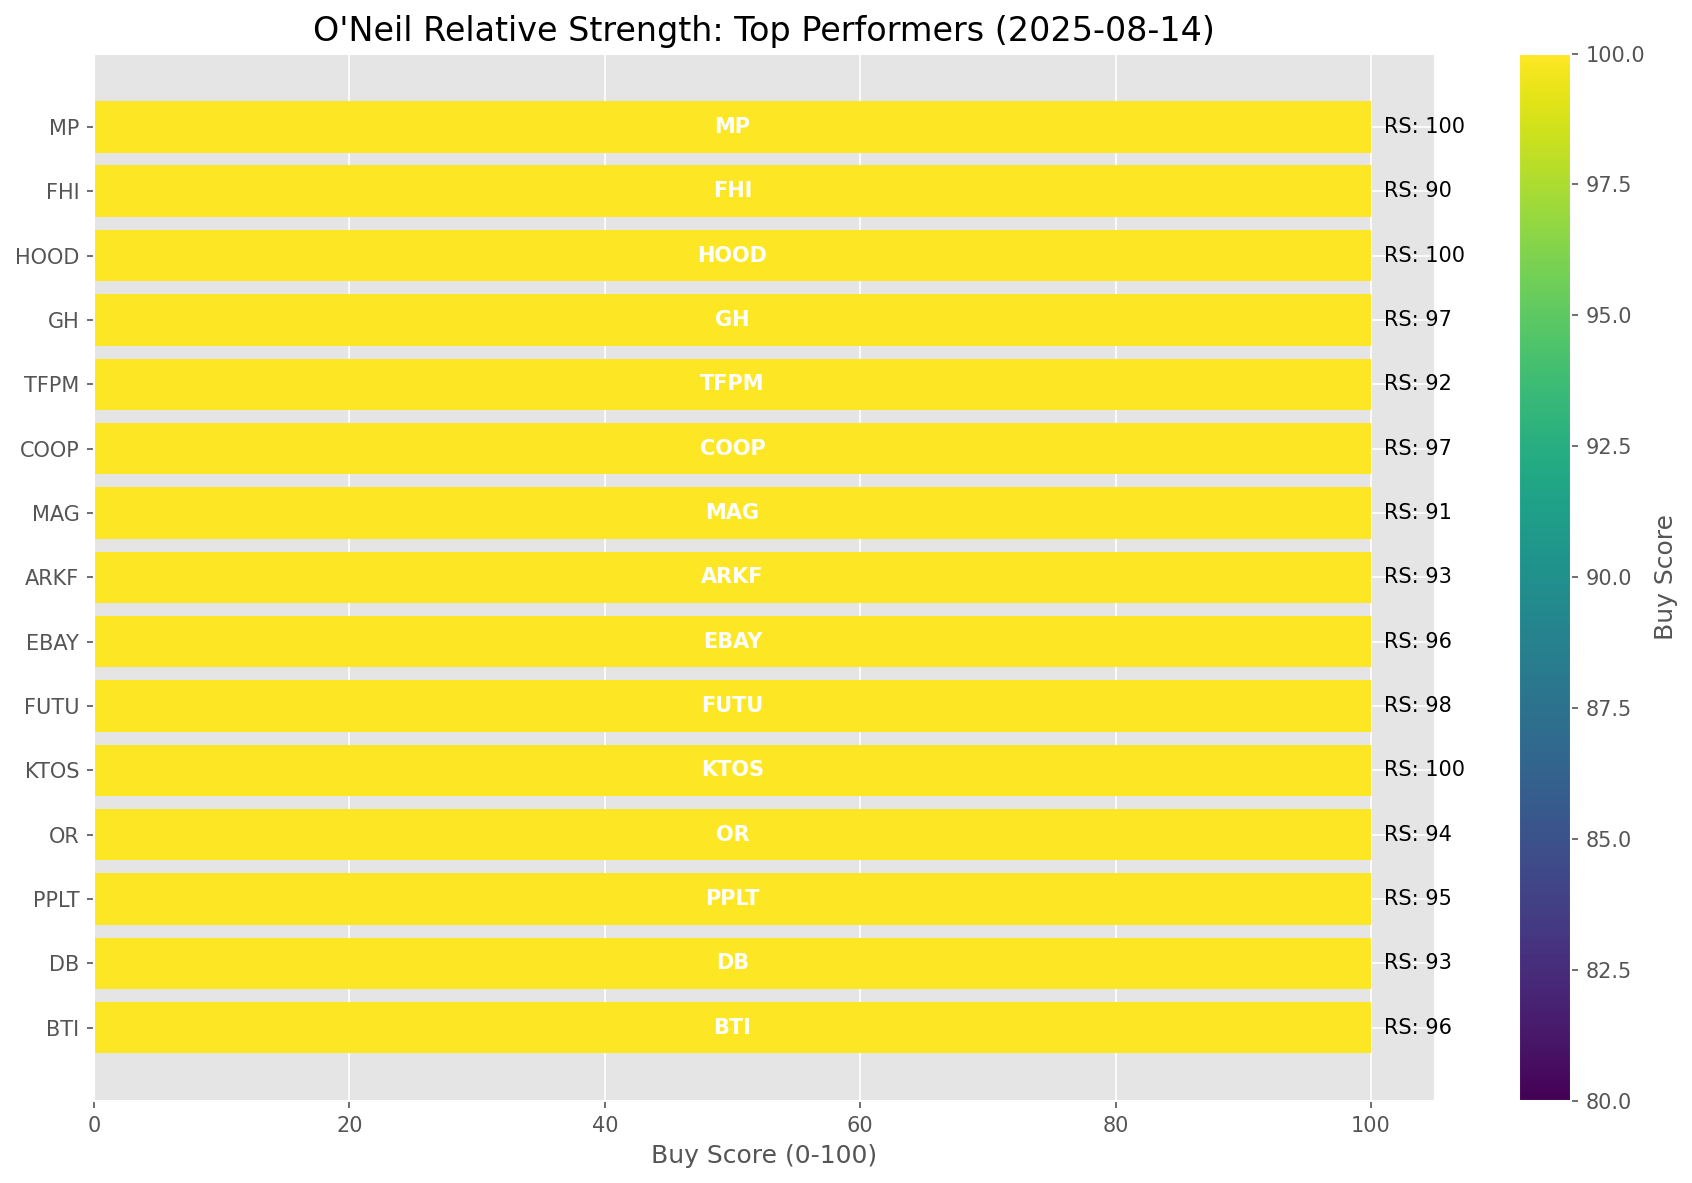 O'Neil Relative Strength: Top Performers (2025-08-14)
MP MP RS: 100
FHI FHI RS: 90
HOOD HOOD RS: 100
GH GH RS: 97
TFPM TFPM RS: 92
COOP COOP RS: 97
MAG MAG RS: 91
ARKF ARKF RS: 93
EBAY EBAY RS: 96
FUTU FUTU RS: 98
KTOS KTOS RS: 100
OR OR RS: 94
PPLT PPLT RS: 95
DB DB RS: 93
BTI BTI RS: 96
0 20 40 60 80 100
Buy Score (0-100)
100.0
97.5
95.0
92.5
90.0
87.5
85.0
82.5
80.0
Buy Score